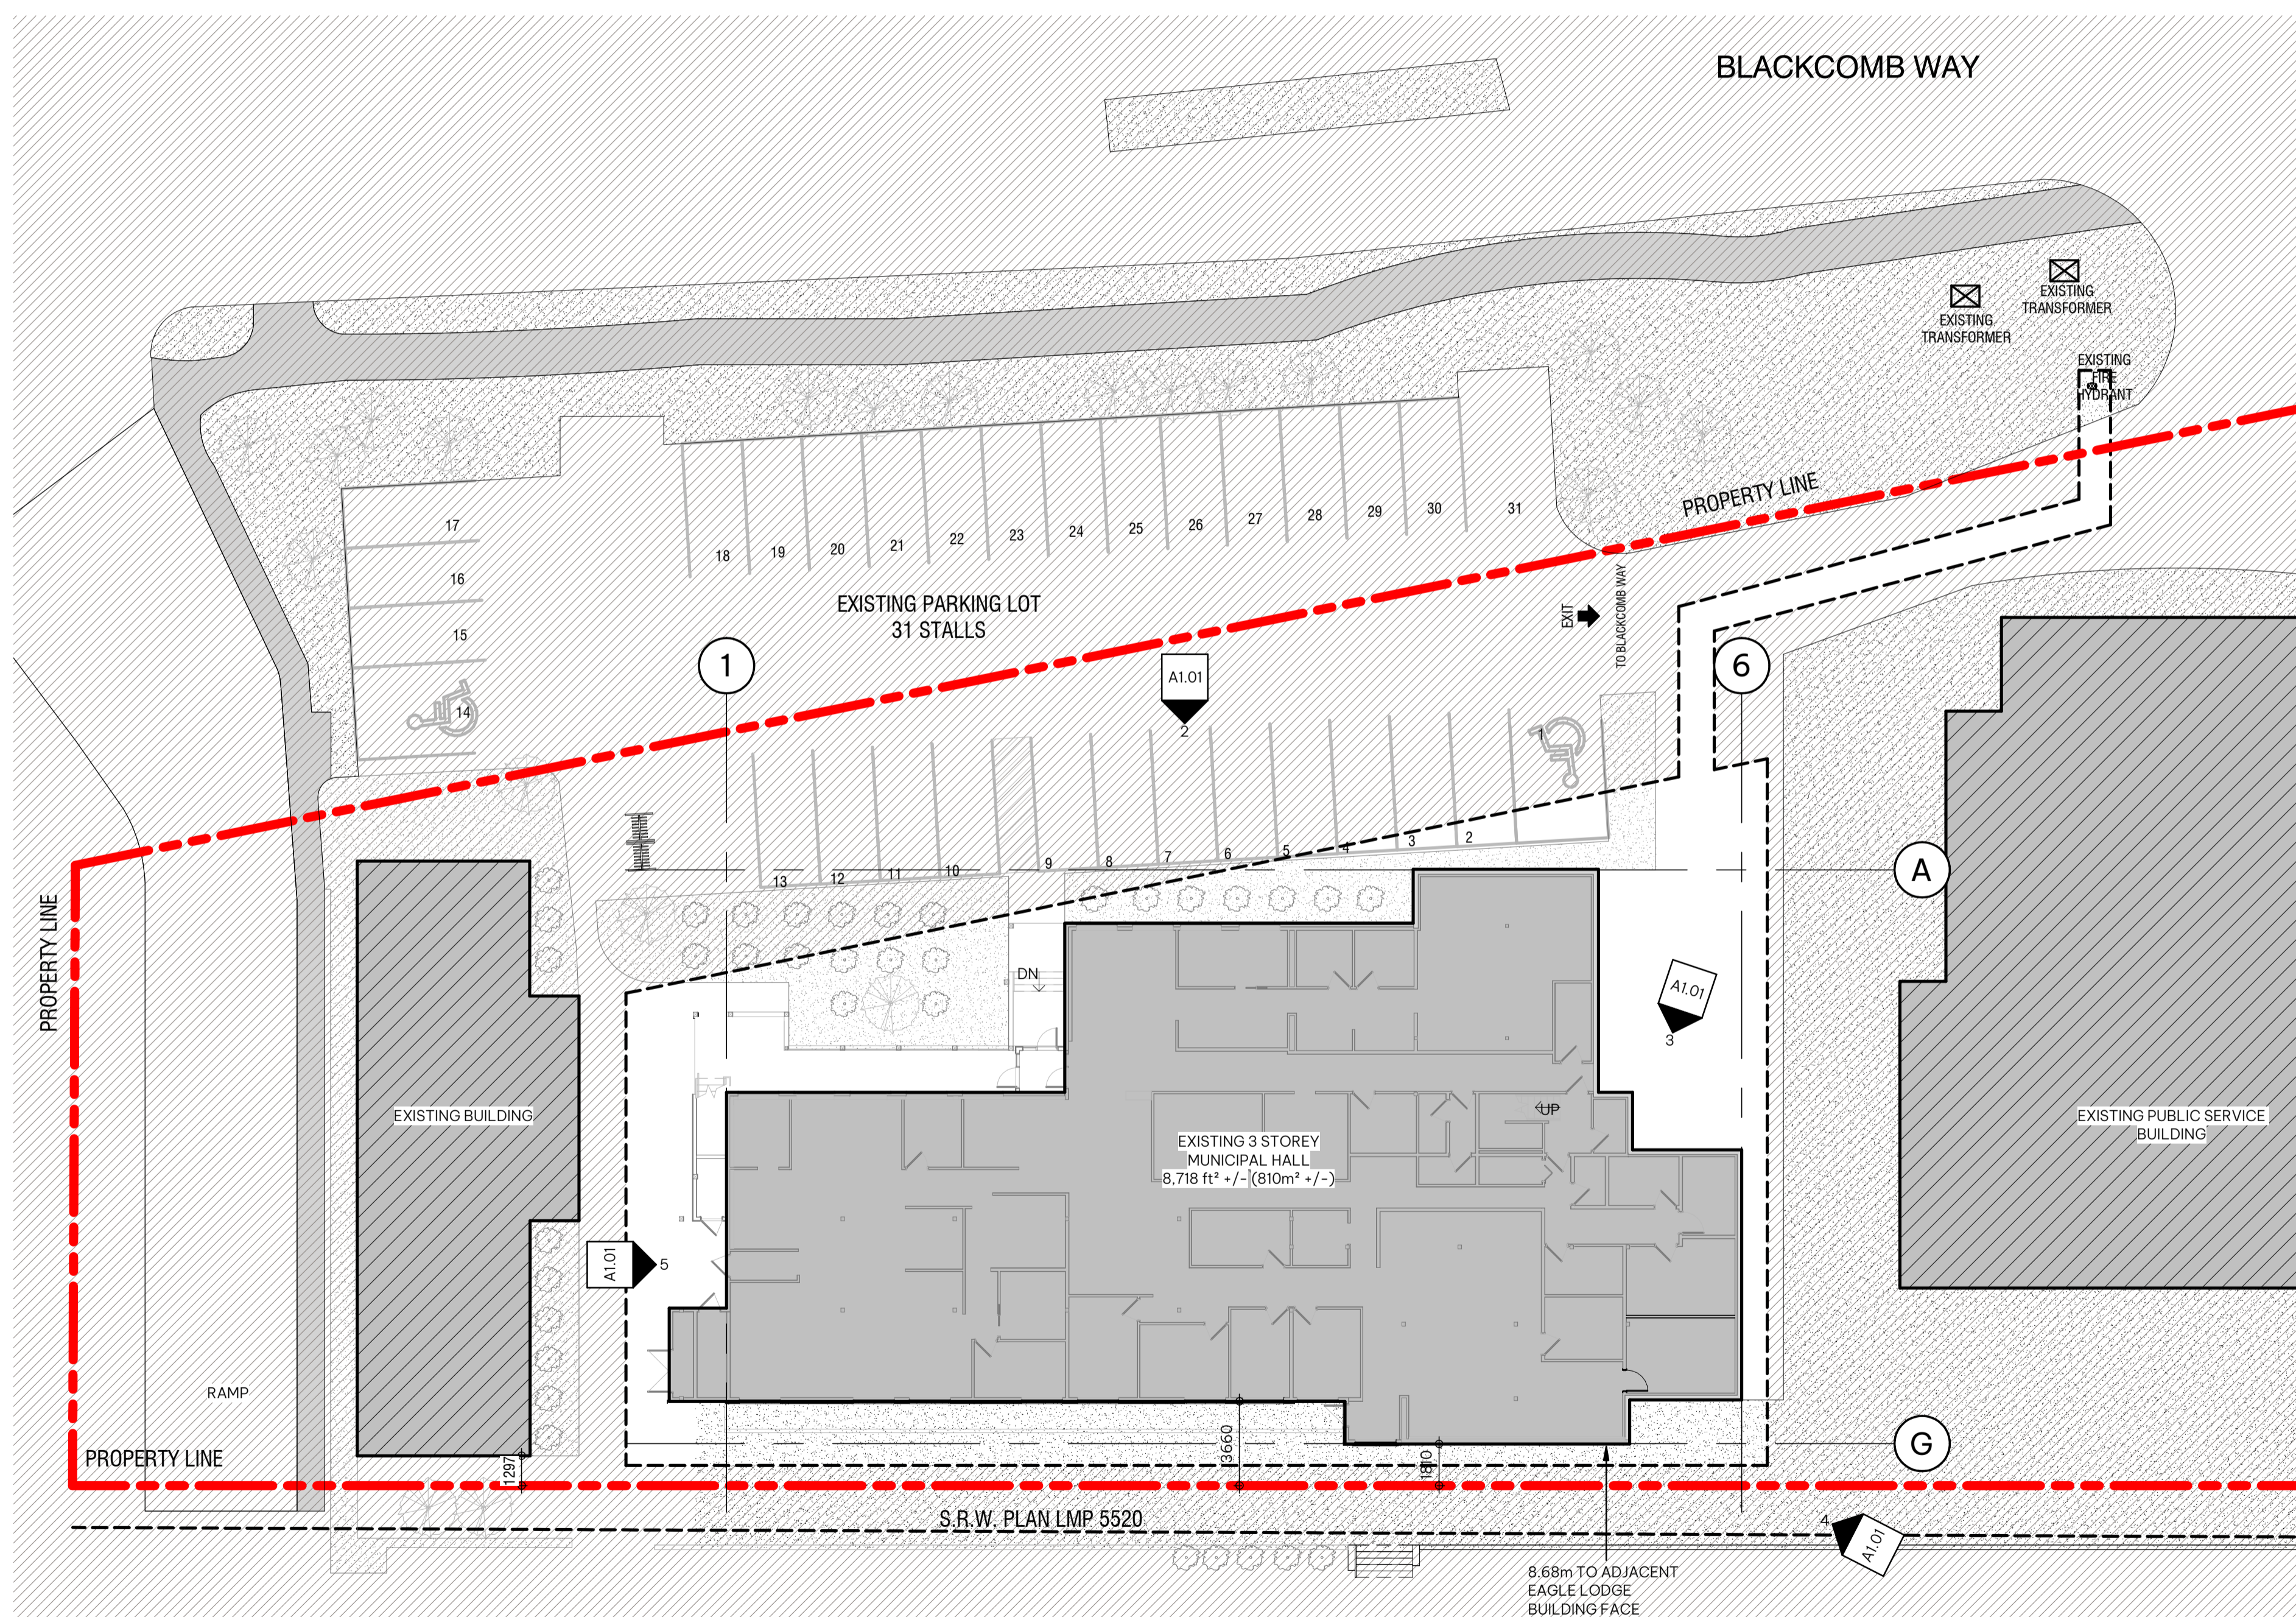 BLACKCOMB WAY
EXISTING
TRANSFORMER
EXISTING
TRANSFORMER
EXISTING
FIRE
HYDRANT
PROPERTY LINE
17
16
15
14
18
19
20
21
22
23
24
25
26
27
28
29
30
31
EXISTING PARKING LOT
31 STALLS
EXIT
TO BLACKCOMB WAY
1
6
A1.01
2
1
13
12
11
10
9
8
7
6
5
4
3
2
A
PROPERTY LINE
DN
A1.01
3
EXISTING BUILDING
UP
EXISTING 3 STOREY
MUNICIPAL HALL
8,718 ft² +/- (810m² +/-)
EXISTING PUBLIC SERVICE
BUILDING
A1.01
5
RAMP
PROPERTY LINE
1297
3660
1810
G
S.R.W. PLAN LMP 5520
4
A1.01
8.68m TO ADJACENT
EAGLE LODGE
BUILDING FACE